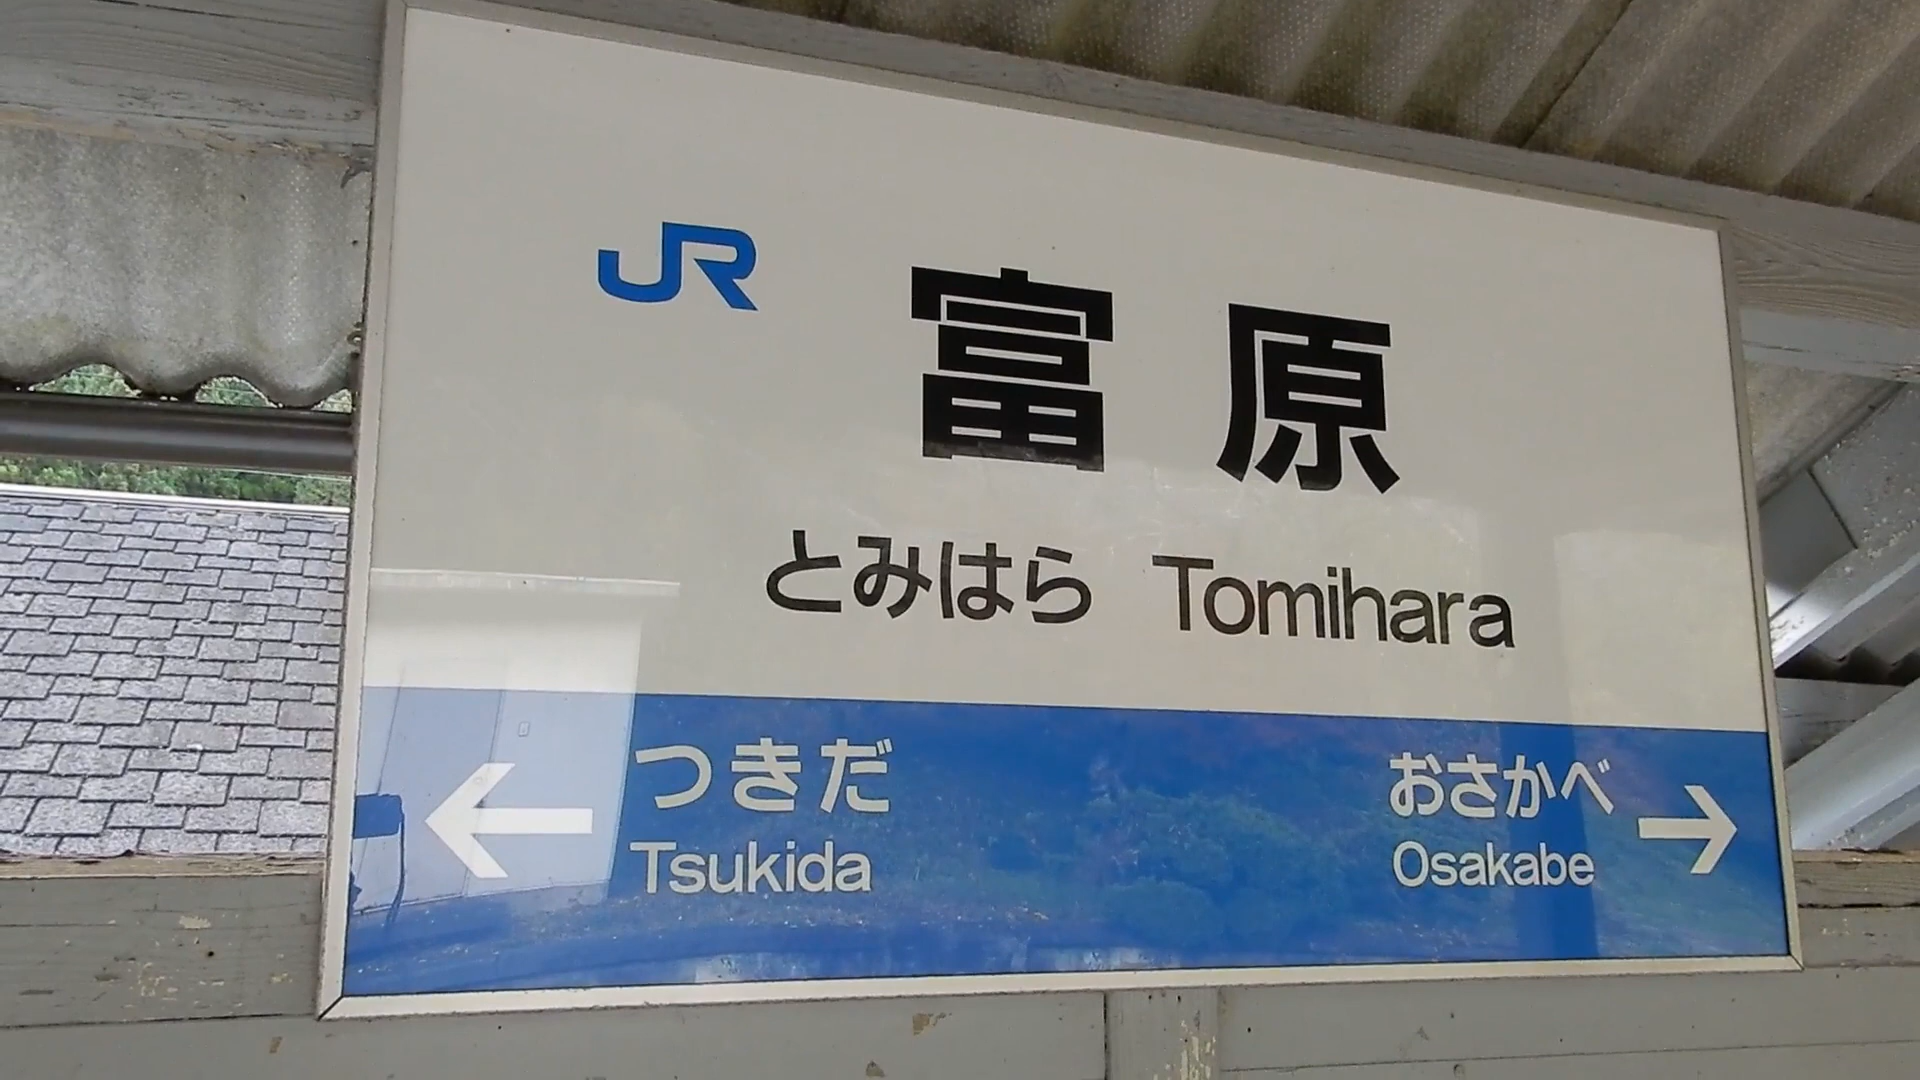 JR 富原
とみはら Tomihara
← つきだ おさかべ →
Tsukida Osakabe